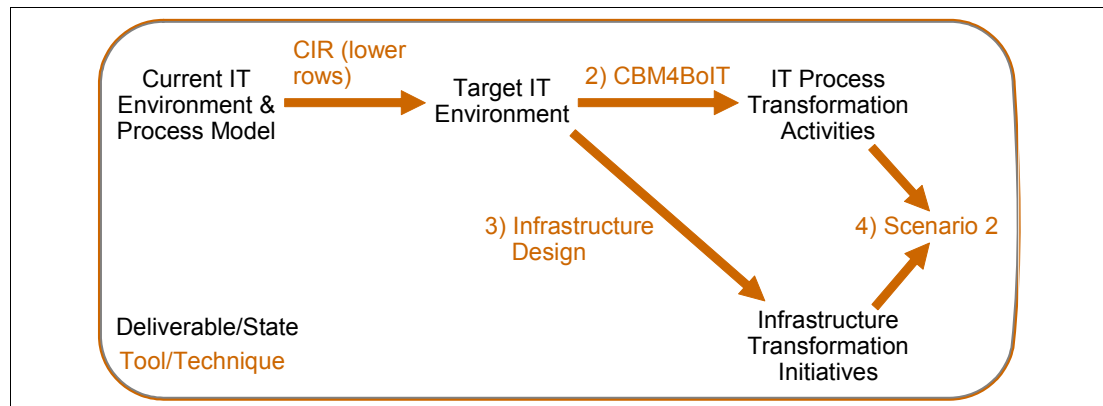 CIR (lower
rows)
Current IT
Environment &
Process Model
Target IT
Environment
2) CBM4BoIT
IT Process
Transformation
Activities
3) Infrastructure
Design
4) Scenario 2
Infrastructure
Transformation
Initiatives
Deliverable/State
Tool/Technique